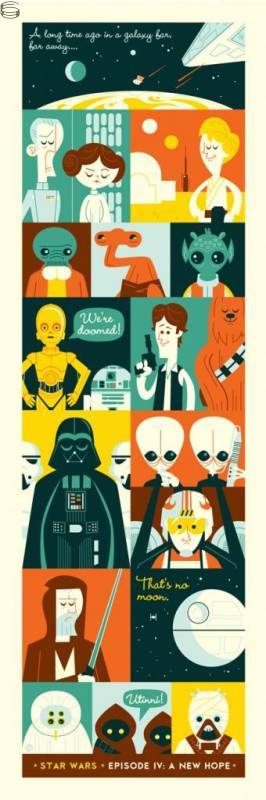 A long time ago in a galaxy far,
far away....
We're
doomed!
That's no
moon.
Utinni!
• STAR WARS • EPISODE IV: A NEW HOPE •